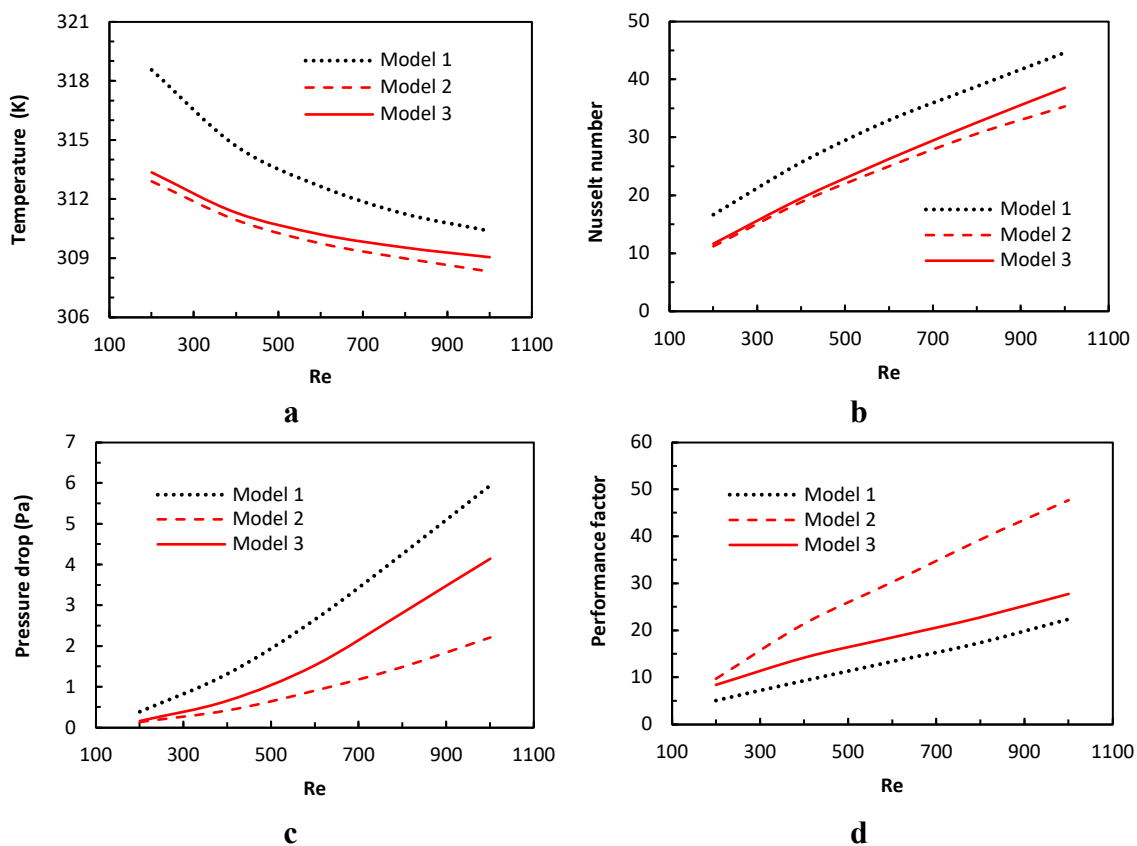 321
318
315
312
309
306
Temperature (K)
Model 1
Model 2
Model 3
100 300 500 700 900 1100
Re
a
50
40
30
20
10
0
Nusselt number
Model 1
Model 2
Model 3
100 300 500 700 900 1100
Re
b
7
6
5
4
3
2
1
0
Pressure drop (Pa)
Model 1
Model 2
Model 3
100 300 500 700 900 1100
Re
c
60
50
40
30
20
10
0
Performance factor
Model 1
Model 2
Model 3
100 300 500 700 900 1100
Re
d